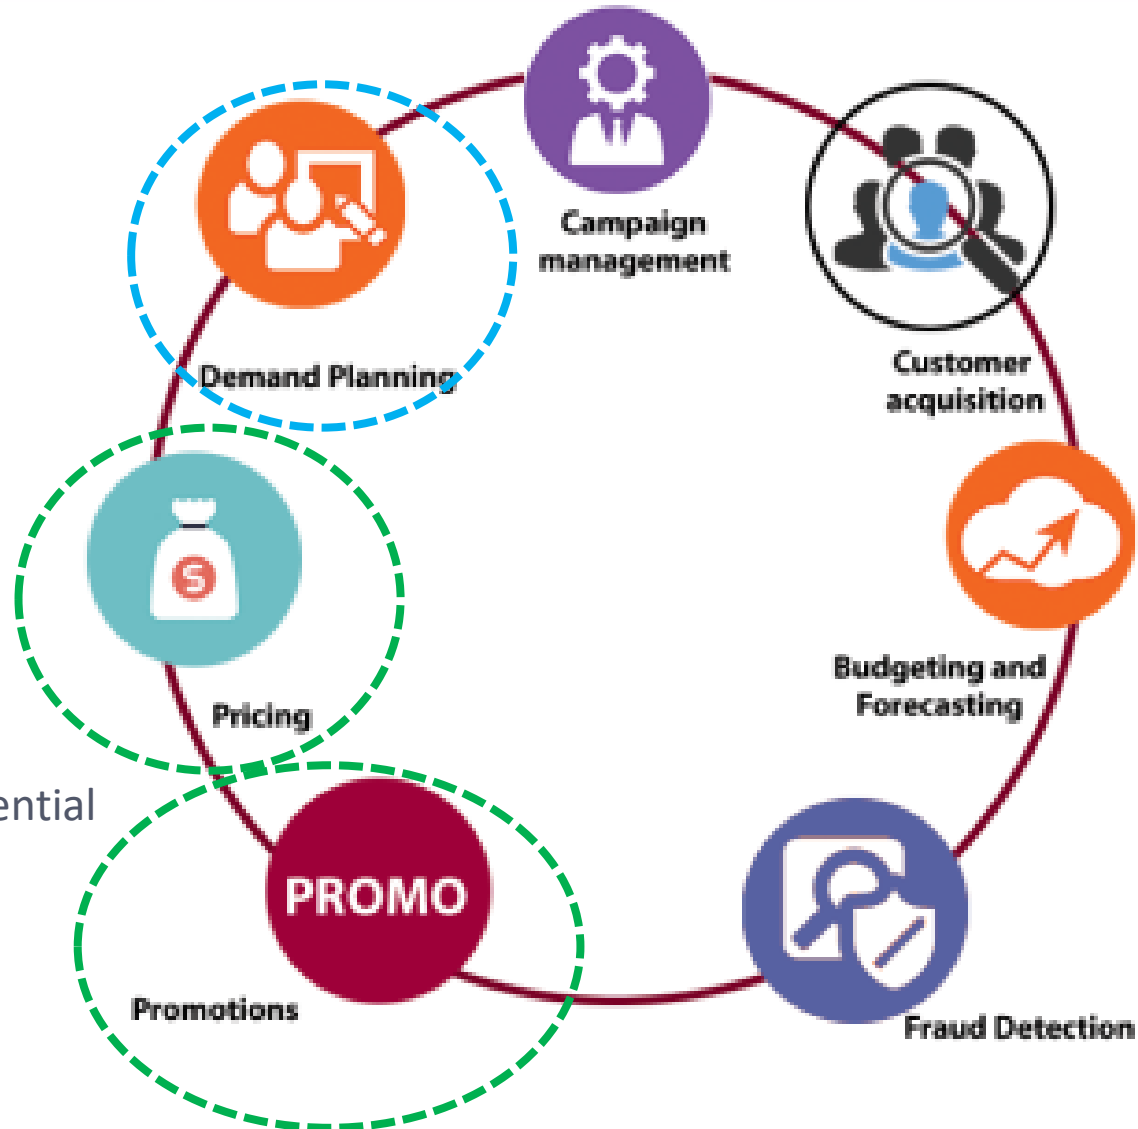 Campaign
management
Customer
acquisition
Demand Planning
Budgeting and
Forecasting
Pricing
ential
PROMO
Promotions
Fraud Detection